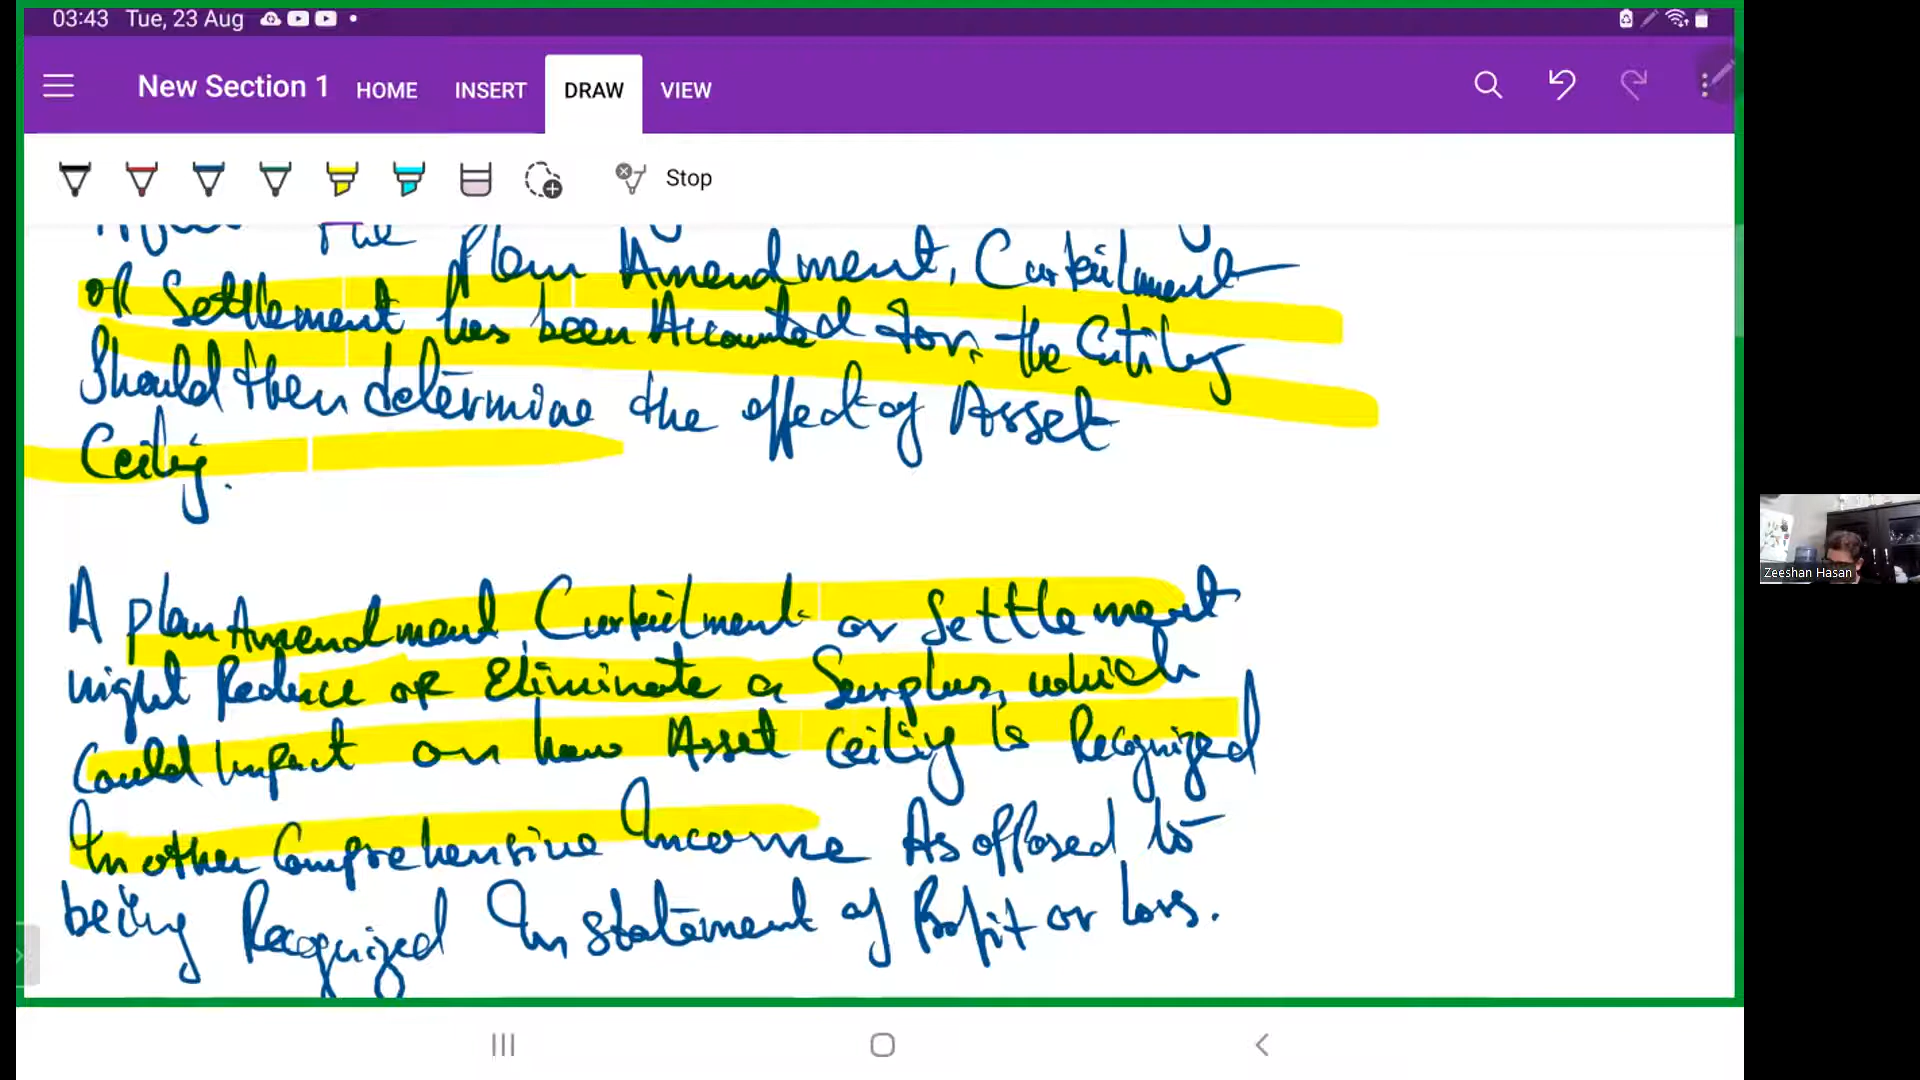 03:43 Tue, 23 Aug
New Section 1 HOME INSERT DRAW VIEW
Stop
After the Plan Amendment, Curtailment
OR Settlement has been Accounted for, the Entity
Should then determine the effect of Asset
Ceiling.
A plan Amendment, Curtailment or Settlement
might Reduce OR Eliminate a Surplus, which
Could Impact on how Asset Ceiling is Recognized
In other Comprehensive Income As opposed to
being Recognized In statement of Profit or loss.
Zeeshan Hasan